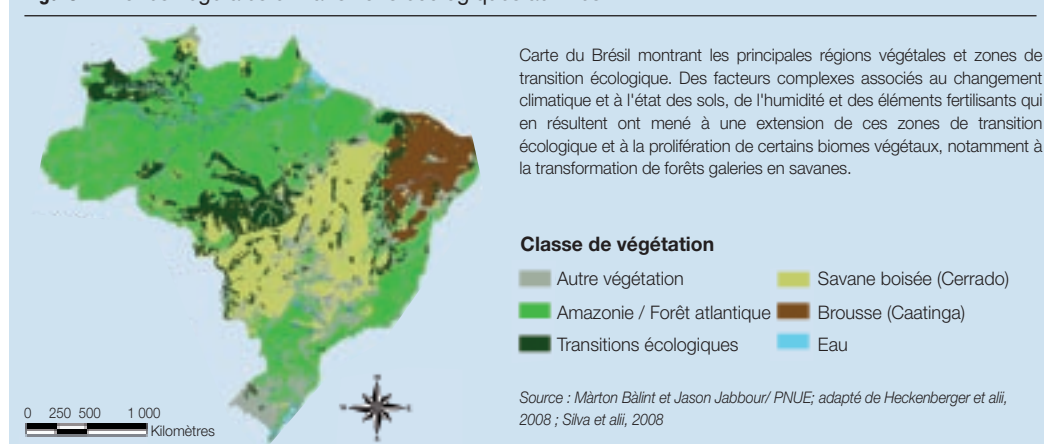 Carte du Brésil montrant les principales régions végétales et zones de
transition écologique. Des facteurs complexes associés au changement
climatique et à l'état des sols, de l'humidité et des éléments fertilisants qui
en résultent ont mené à une extension de ces zones de transition
écologique et à la prolifération de certains biomes végétaux, notamment à
la transformation de forêts galeries en savanes.
Classe de végétation
Autre végétation
Amazonie / Forêt atlantique
Transitions écologiques
Savane boisée (Cerrado)
Brousse (Caatinga)
Eau
Source : Màrton Bàlint et Jason Jabbour/ PNUE; adapté de Heckenberger et alii,
2008 ; Silva et alii, 2008
0 250 500 1 000
Kilomètres